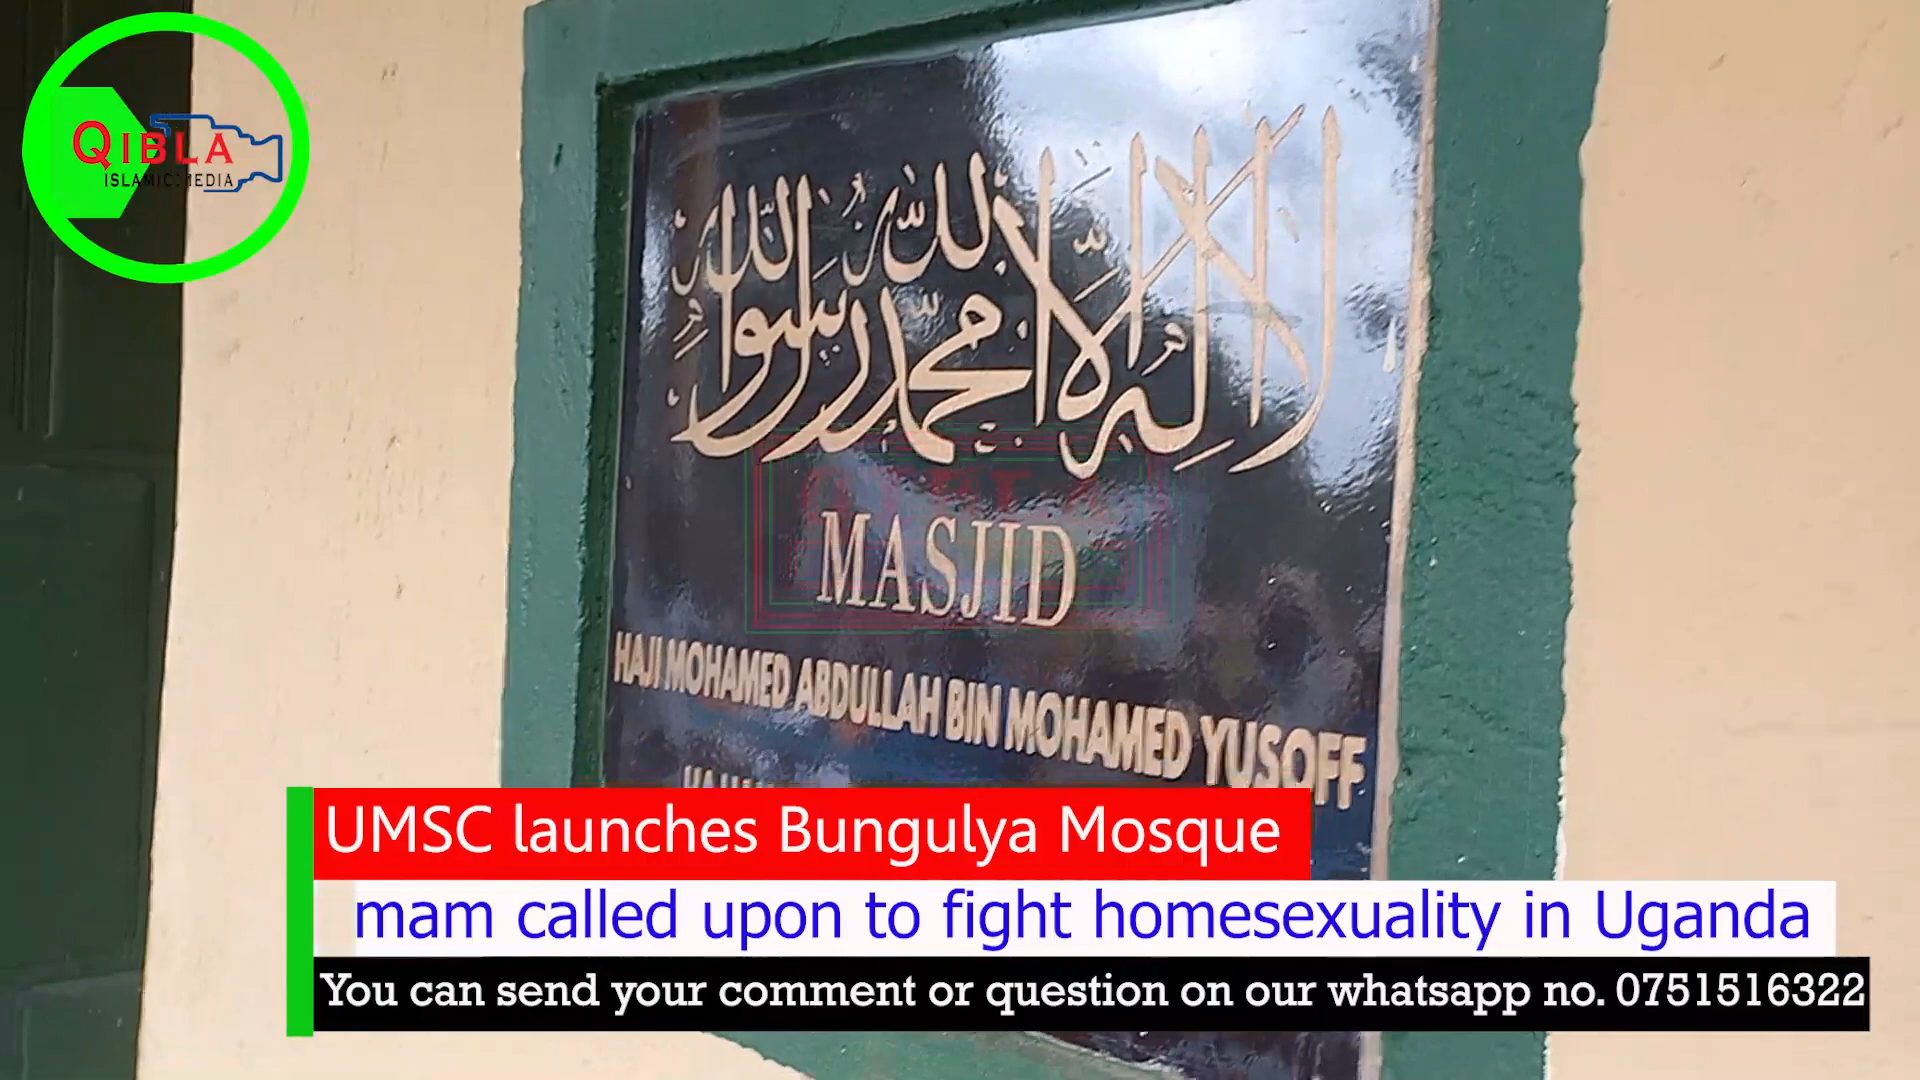 QIBLA
ISLAMIC MEDIA
لا إله إلا الله محمد رسول الله
MASJID
HAJI MOHAMED ABDULLAH BIN MOHAMED YUSOFF
UMSC launches Bungulya Mosque
mam called upon to fight homesexuality in Uganda
You can send your comment or question on our whatsapp no. 0751516322